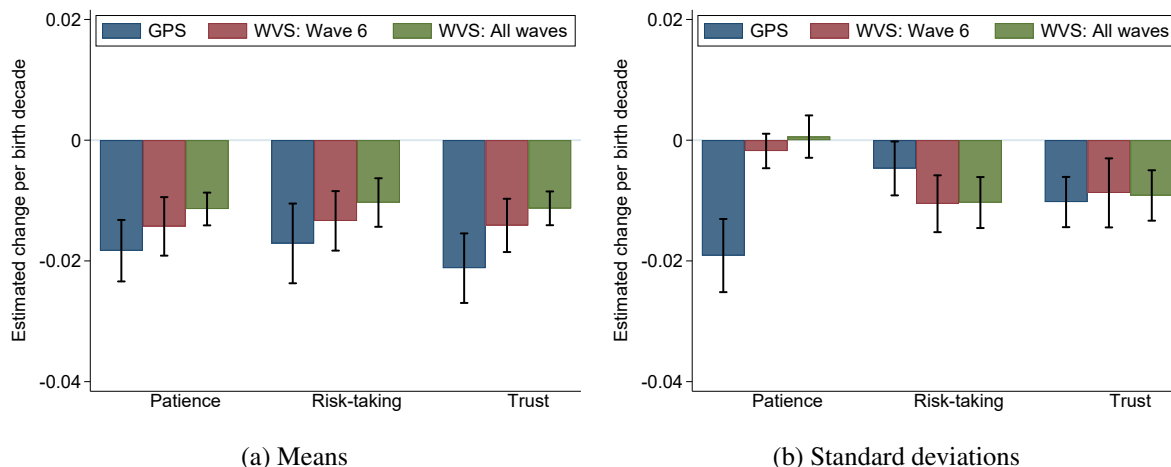 Estimated change per birth decade
0.02
0
-0.02
-0.04
GPS WVS: Wave 6 WVS: All waves
Patience Risk-taking Trust
(a) Means
Estimated change per birth decade
0.02
0
-0.02
-0.04
GPS WVS: Wave 6 WVS: All waves
Patience Risk-taking Trust
(b) Standard deviations